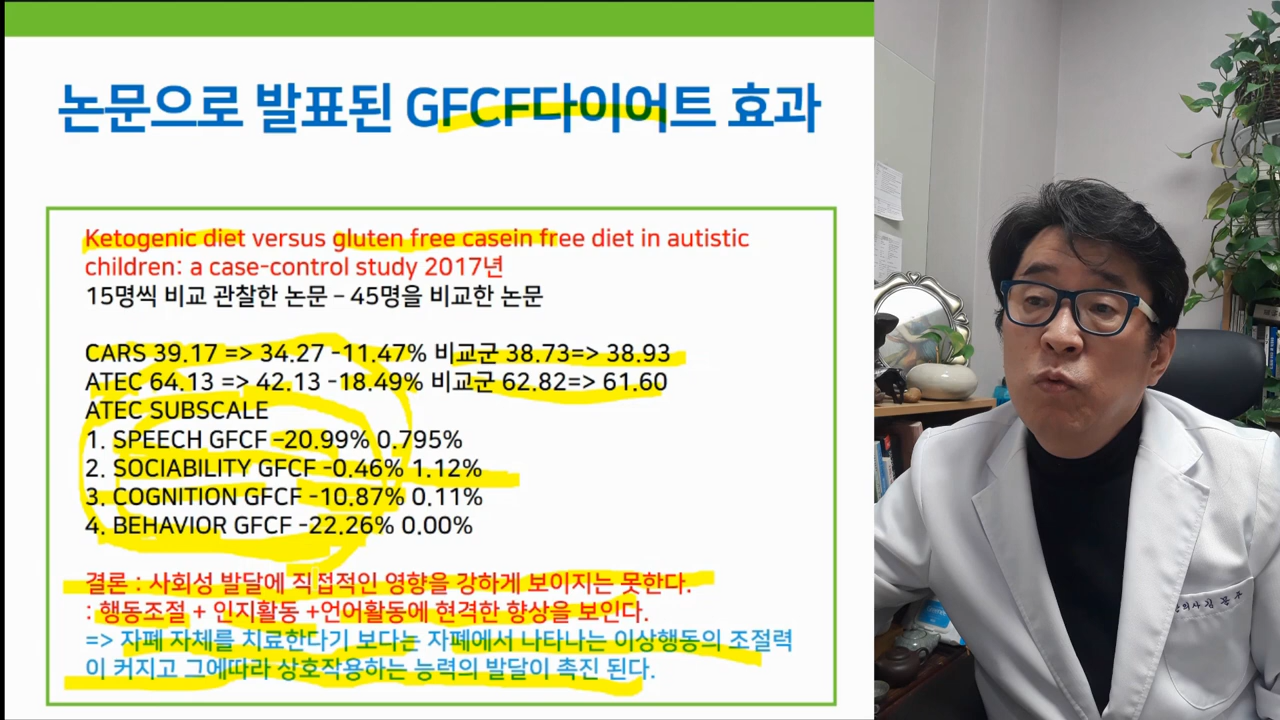 논문으로 발표된 GFCF다이어트 효과
Ketogenic diet versus gluten free casein free diet in autistic
children: a case-control study 2017년
15명씩 비교 관찰한 논문 – 45명을 비교한 논문
CARS 39.17 => 34.27 -11.47% 비교군 38.73=> 38.93
ATEC 64.13 => 42.13 -18.49% 비교군 62.82=> 61.60
ATEC SUBSCALE
1. SPEECH GFCF –20.99% 0.795%
2. SOCIABILITY GFCF -0.46% 1.12%
3. COGNITION GFCF -10.87% 0.11%
4. BEHAVIOR GFCF -22.26% 0.00%
결론 : 사회성 발달에 직접적인 영향을 강하게 보이지는 못한다.
: 행동조절 + 인지활동 +언어활동에 현격한 향상을 보인다.
=> 자폐 자체를 치료한다기 보다는 자폐에서 나타나는 이상행동의 조절력
이 커지고 그에따라 상호작용하는 능력의 발달이 촉진 된다.